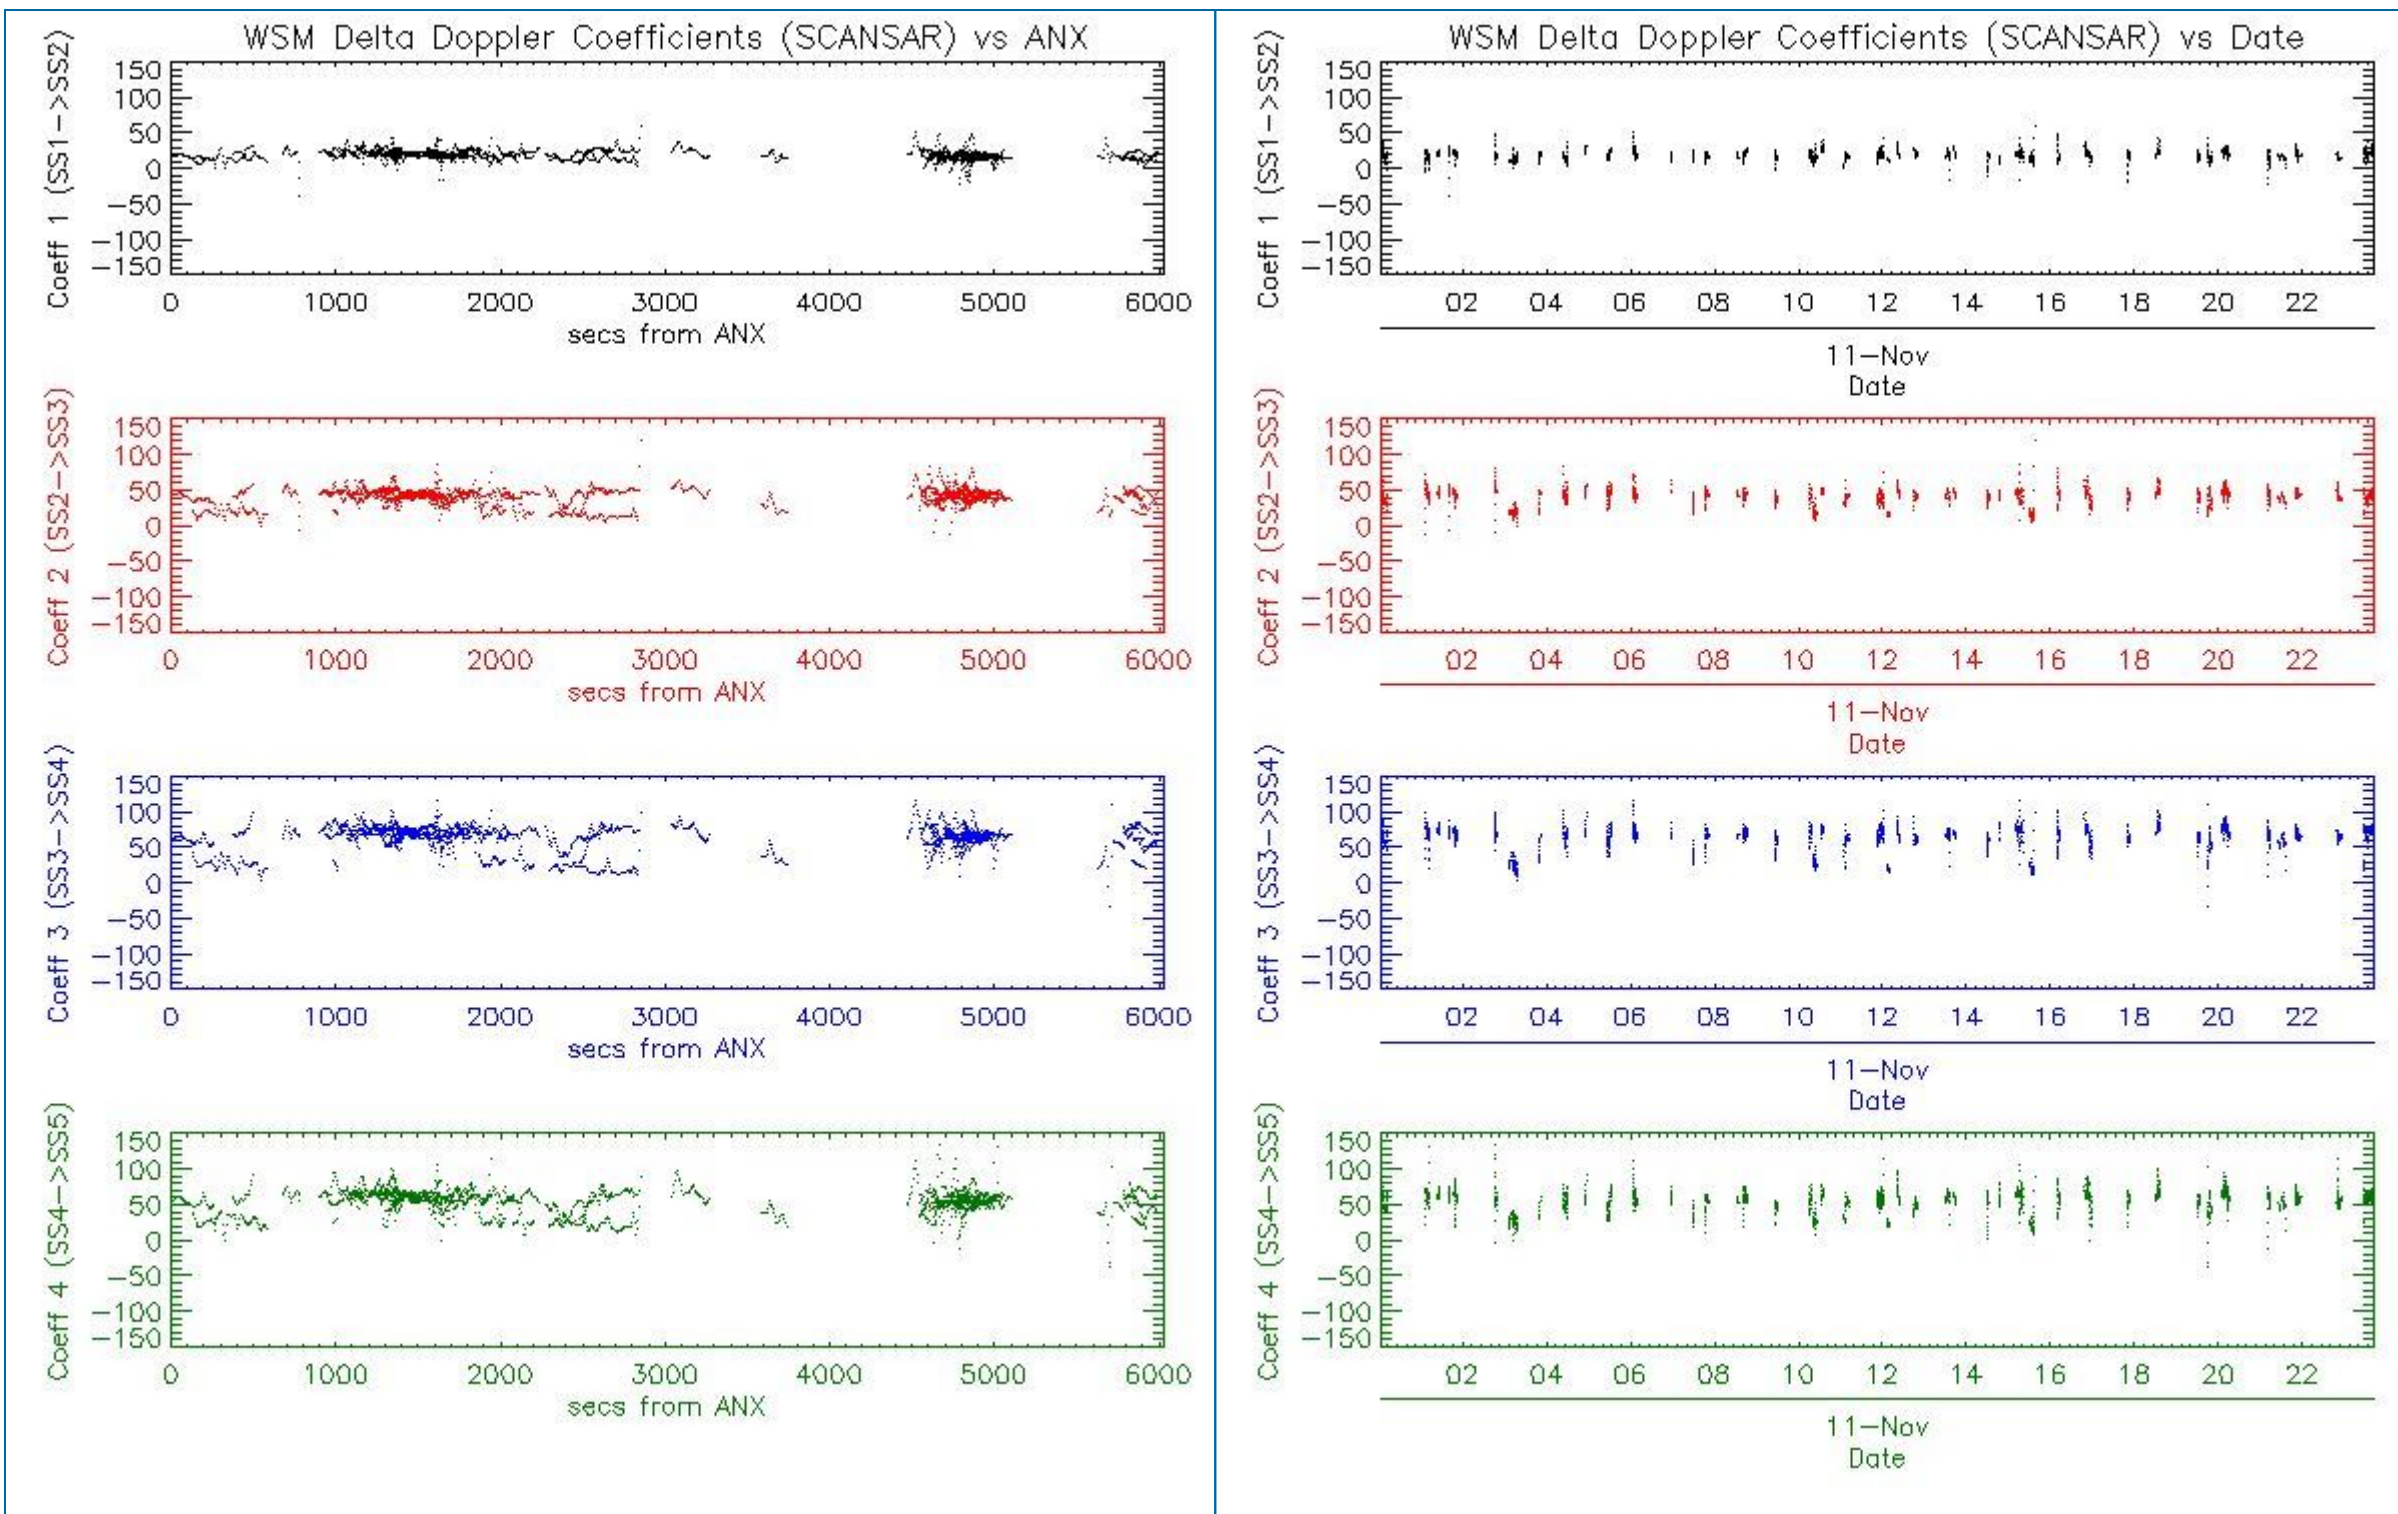 WSM Delta Doppler Coefficients (SCANSAR) vs ANX
Coeff 1 (SS1->SS2)
150
100
50
0
-50
-100
-150
0 1000 2000 3000 4000 5000 6000
secs from ANX
Coeff 2 (SS2->SS3)
150
100
50
0
-50
-100
-150
0 1000 2000 3000 4000 5000 6000
secs from ANX
Coeff 3 (SS3->SS4)
150
100
50
0
-50
-100
-150
0 1000 2000 3000 4000 5000 6000
secs from ANX
Coeff 4 (SS4->SS5)
150
100
50
0
-50
-100
-150
0 1000 2000 3000 4000 5000 6000
secs from ANX
WSM Delta Doppler Coefficients (SCANSAR) vs Date
Coeff 1 (SS1->SS2)
150
100
50
0
-50
-100
-150
02 04 06 08 10 12 14 16 18 20 22
11-Nov
Date
Coeff 2 (SS2->SS3)
150
100
50
0
-50
-100
-150
02 04 06 08 10 12 14 16 18 20 22
11-Nov
Date
Coeff 3 (SS3->SS4)
150
100
50
0
-50
-100
-150
02 04 06 08 10 12 14 16 18 20 22
11-Nov
Date
Coeff 4 (SS4->SS5)
150
100
50
0
-50
-100
-150
02 04 06 08 10 12 14 16 18 20 22
11-Nov
Date